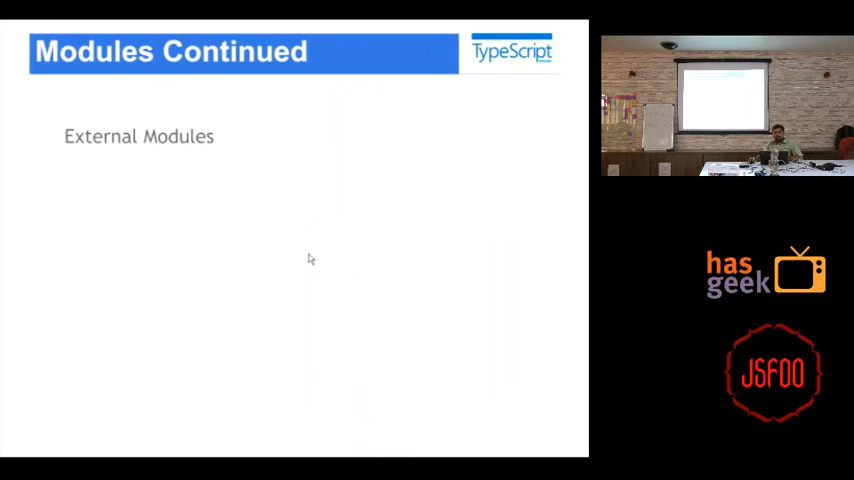 Modules Continued
TypeScript
External Modules
has
geek
JSFOO